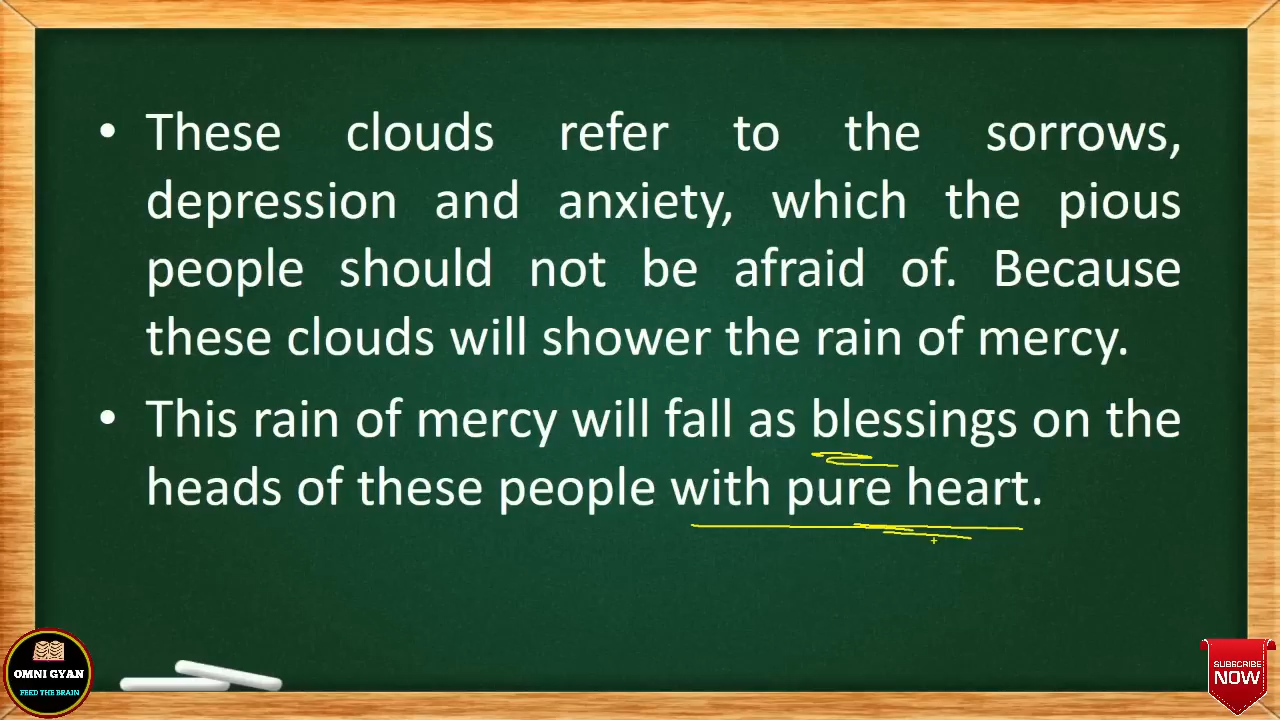 • These clouds refer to the sorrows,
depression and anxiety, which the pious
people should not be afraid of. Because
these clouds will shower the rain of mercy.
• This rain of mercy will fall as blessings on the
heads of these people with pure heart.
OMNI GYAN
FEED THE BRAIN
SUBSCRIBE
NOW